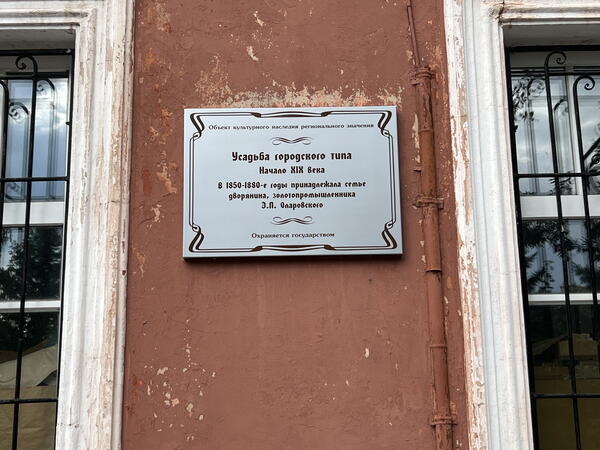 Объект культурного наследия регионального значения
Усадьба городского типа
Начало XIX века
В 1850-1880-е годы принадлежала семье
дворянина, золотопромышленника
Э.П. Оларовского
Охраняется государством